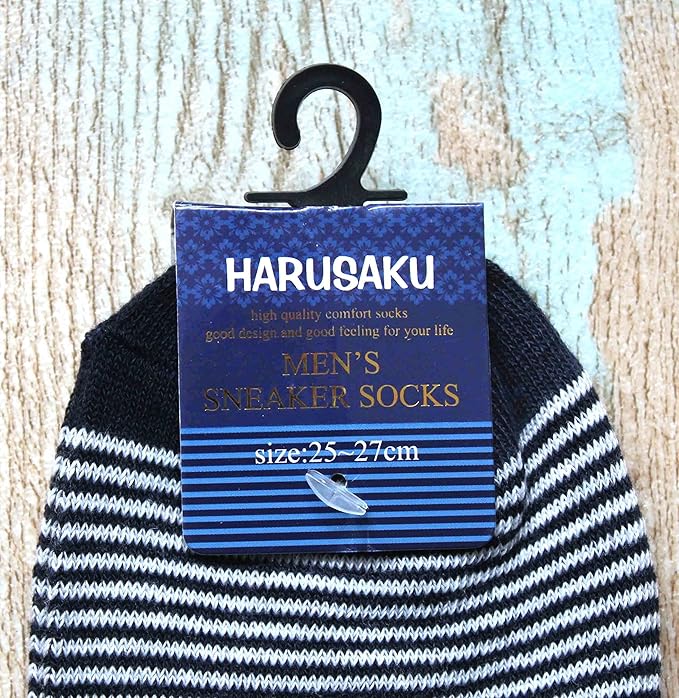 HARUSAKU
high quality comfort socks
good design and good feeling for your life
MEN'S
SNEAKER SOCKS
size:25~27cm